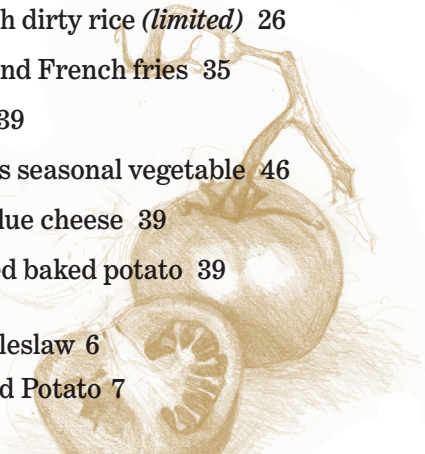 h dirty rice (limited) 26
nd French fries 35
39
s seasonal vegetable 46
lue cheese 39
ed baked potato 39
leslaw 6
d Potato 7